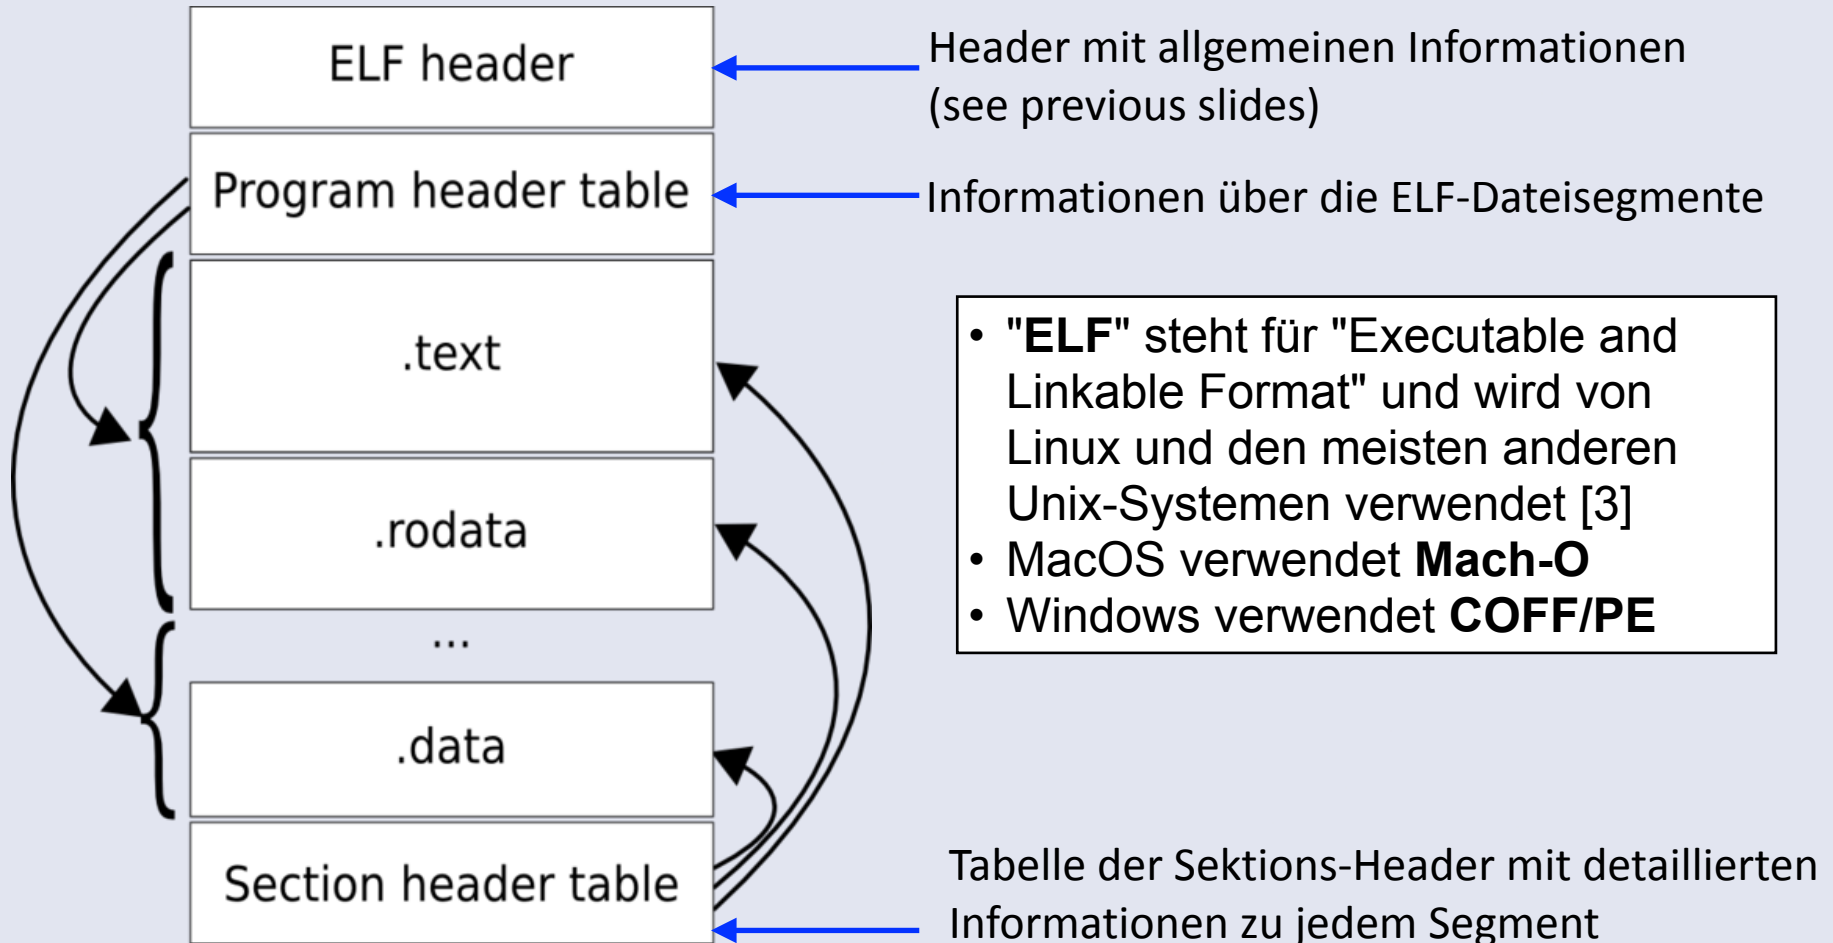 ELF header
Header mit allgemeinen Informationen
(see previous slides)
Program header table
Informationen über die ELF-Dateisegmente
.text
.rodata
...
.data
Section header table
• "ELF" steht für "Executable and
Linkable Format" und wird von
Linux und den meisten anderen
Unix-Systemen verwendet [3]
• MacOS verwendet Mach-O
• Windows verwendet COFF/PE
Tabelle der Sektions-Header mit detaillierten
Informationen zu jedem Segment